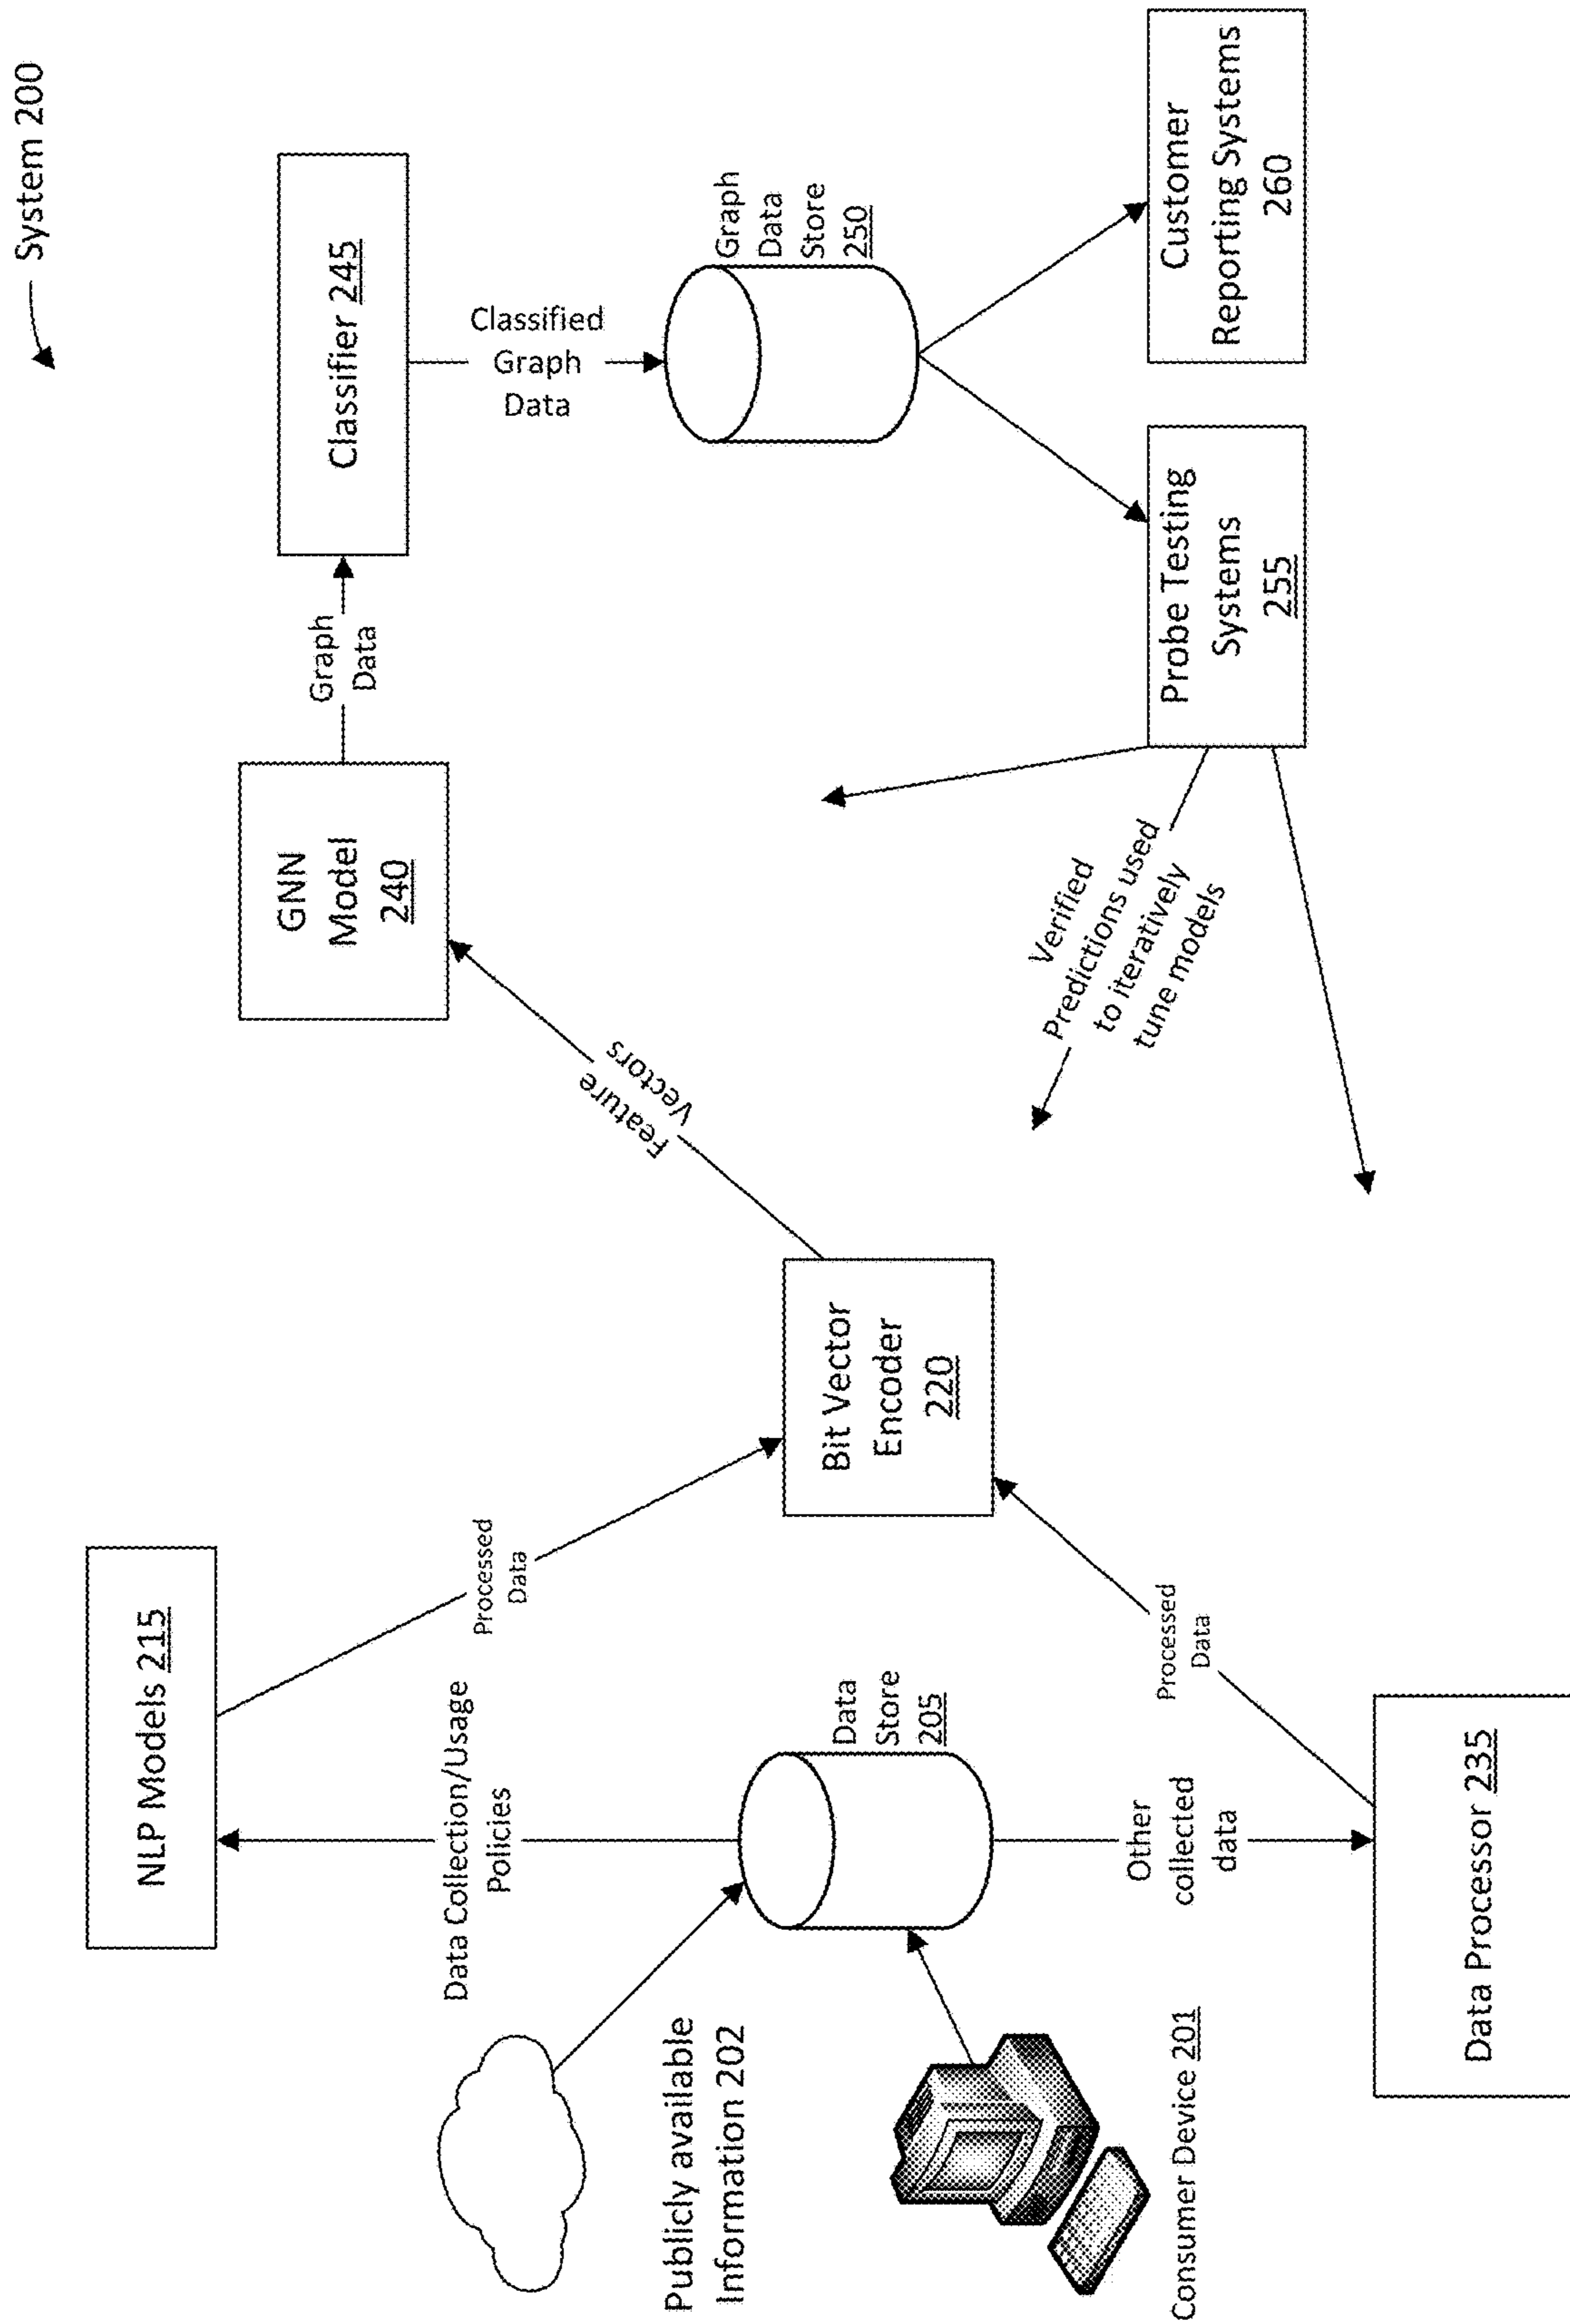 System 200
NLP Models 215
Data Collection/Usage
Policies
Processed
Data
Publicly available
Information 202
Data
Store
205
Consumer Device 201
Other
collected
data
Processed
Data
Data Processor 235
Bit Vector
Encoder
220
Feature
Vectors
GNN
Model
240
Graph
Data
Classifier 245
Classified
Graph
Data
Graph
Data
Store
250
Verified
Predictions used
to iteratively
tune models
Probe Testing
Systems
255
Customer
Reporting Systems
260